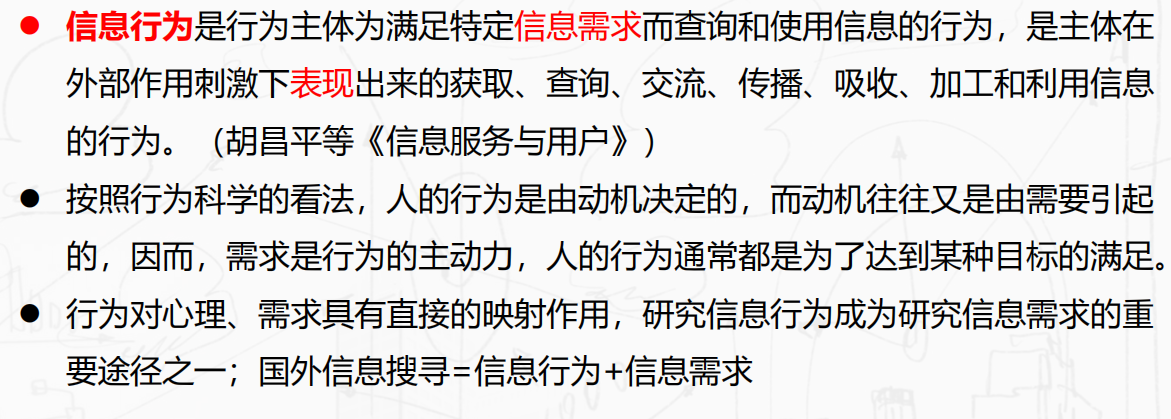 ● 信息行为是行为主体为满足特定信息需求而查询和使用信息的行为，是主体在
外部作用刺激下表现出来的获取、查询、交流、传播、吸收、加工和利用信息
的行为。（胡昌平等《信息服务与用户》）
● 按照行为科学的看法，人的行为是由动机决定的，而动机往往又是由需要引起
的，因而，需求是行为的主动力，人的行为通常都是为了达到某种目标的满足。
● 行为对心理、需求具有直接的映射作用，研究信息行为成为研究信息需求的重
要途径之一；国外信息搜寻=信息行为+信息需求